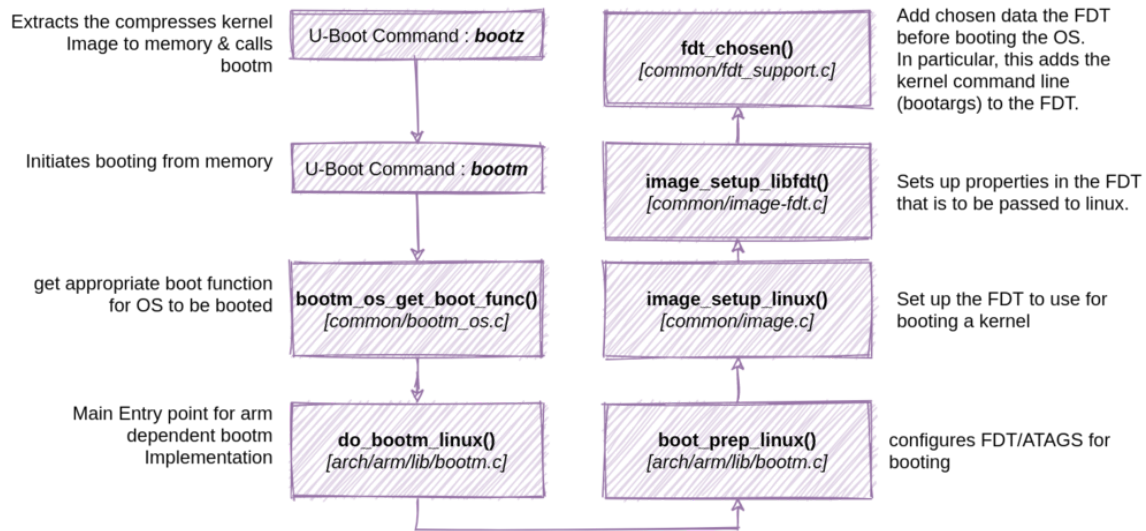 Extracts the compresses kernel
Image to memory & calls
bootm
U-Boot Command : bootz
Initiates booting from memory
U-Boot Command : bootm
get appropriate boot function
for OS to be booted
bootm_os_get_boot_func()
[common/bootm_os.c]
Main Entry point for arm
dependent bootm
Implementation
do_bootm_linux()
[arch/arm/lib/bootm.c]
boot_prep_linux()
[arch/arm/lib/bootm.c]
configures FDT/ATAGS for
booting
image_setup_linux()
[common/image.c]
Set up the FDT to use for
booting a kernel
image_setup_libfdt()
[common/image-fdt.c]
Sets up properties in the FDT
that is to be passed to linux.
fdt_chosen()
[common/fdt_support.c]
Add chosen data the FDT
before booting the OS.
In particular, this adds the
kernel command line
(bootargs) to the FDT.